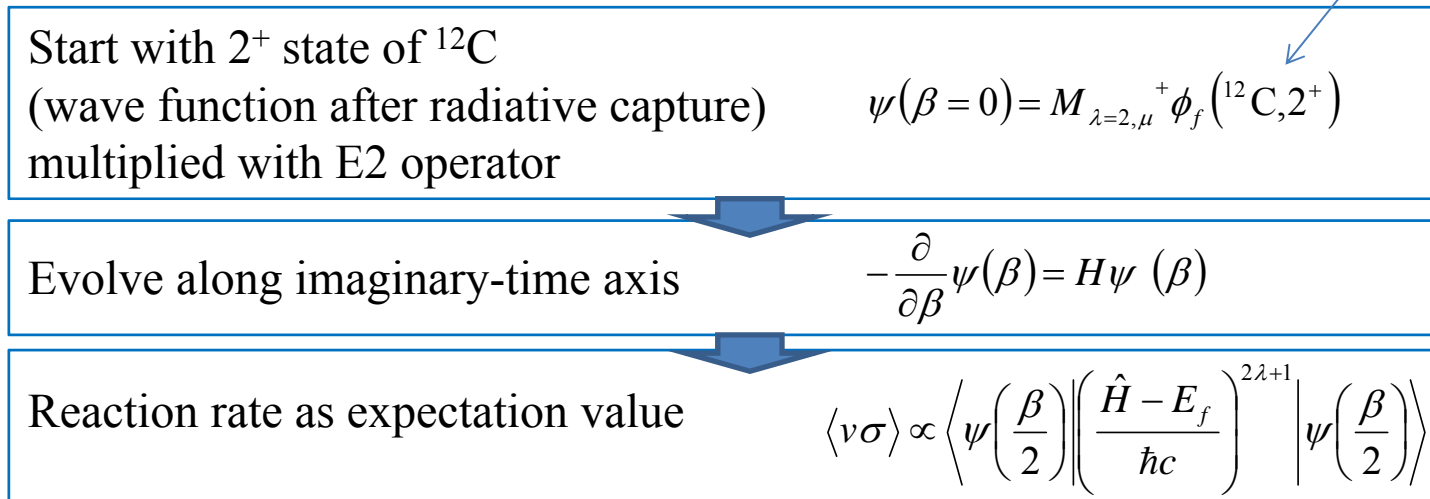 Start with 2⁺ state of ¹²C
(wave function after radiative capture)
multiplied with E2 operator
ψ(β = 0) = M_{λ=2,μ}⁺ ϕ_f(¹²C,2⁺)
Evolve along imaginary-time axis
−∂/∂β ψ(β) = Hψ (β)
Reaction rate as expectation value
⟨vσ⟩ ∝ ⟨ψ(β/2)|((Ĥ − E_f)/ħc)^{2λ+1}|ψ(β/2)⟩